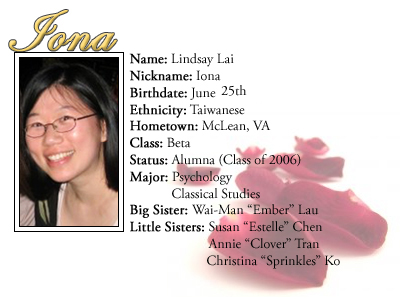 Iona
Name: Lindsay Lai
Nickname: Iona
Birthdate: June 25th
Ethnicity: Taiwanese
Hometown: McLean, VA
Class: Beta
Status: Alumna (Class of 2006)
Major: Psychology
Classical Studies
Big Sister: Wai-Man “Ember” Lau
Little Sisters: Susan “Estelle” Chen
Annie “Clover” Tran
Christina “Sprinkles” Ko